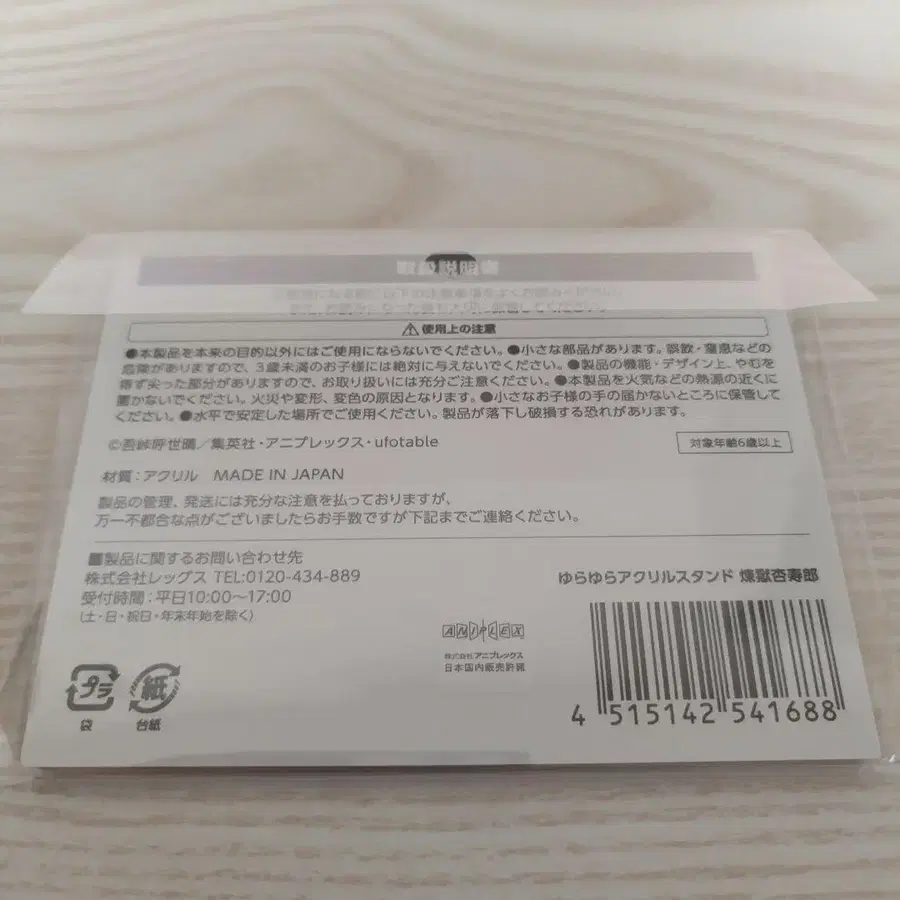 取扱説明書
⚠使用上の注意
●本製品を本来の目的以外にはご使用にならないでください。●小さな部品があります。誤飲・窒息などの
危険がありますので、3歳未満のお子様には絶対に与えないでください。●製品の機能・デザイン上、やむを
得ず尖った部分がありますので、お取り扱いには充分ご注意ください。●本製品を火気などの熱源の近くに
置かないでください。火災や変形、変色の原因となります。●小さなお子様の手の届かないところに保管して
ください。●水平で安定した場所でご使用ください。製品が落下し破損する恐れがあります。
©吾峠呼世晴／集英社・アニプレックス・ufotable
対象年齢6歳以上
材質：アクリル MADE IN JAPAN
製品の管理、発送には充分な注意を払っておりますが、
万一不都合な点がございましたらお手数ですが下記までご連絡ください。
■製品に関するお問い合わせ先
株式会社レッグス TEL:0120-434-889
受付時間：平日10:00～17:00
（土・日・祝日・年末年始を除く）
ゆらゆらアクリルスタンド 煉獄杏寿郎
ANIPLEX
株式会社アニプレックス
日本国内販売許諾
プラ
袋
紙
台紙
4 515142 541688